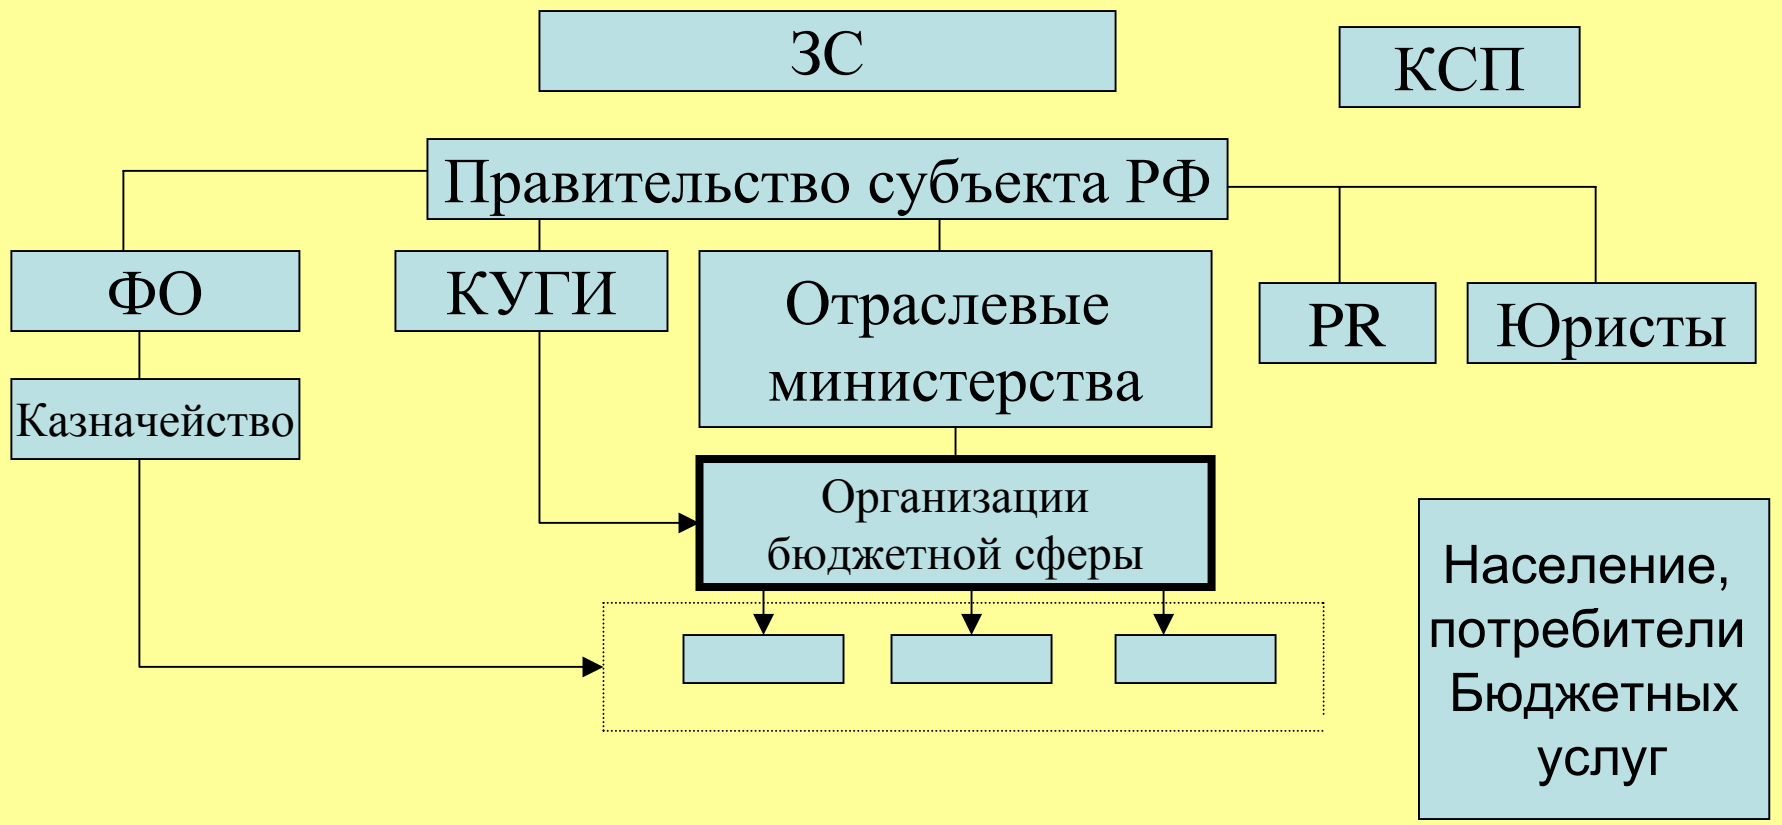 ЗС
КСП
Правительство субъекта РФ
ФО
КУГИ
Отраслевые
министерства
PR
Юристы
Казначейство
Организации
бюджетной сферы
Население,
потребители
Бюджетных
услуг